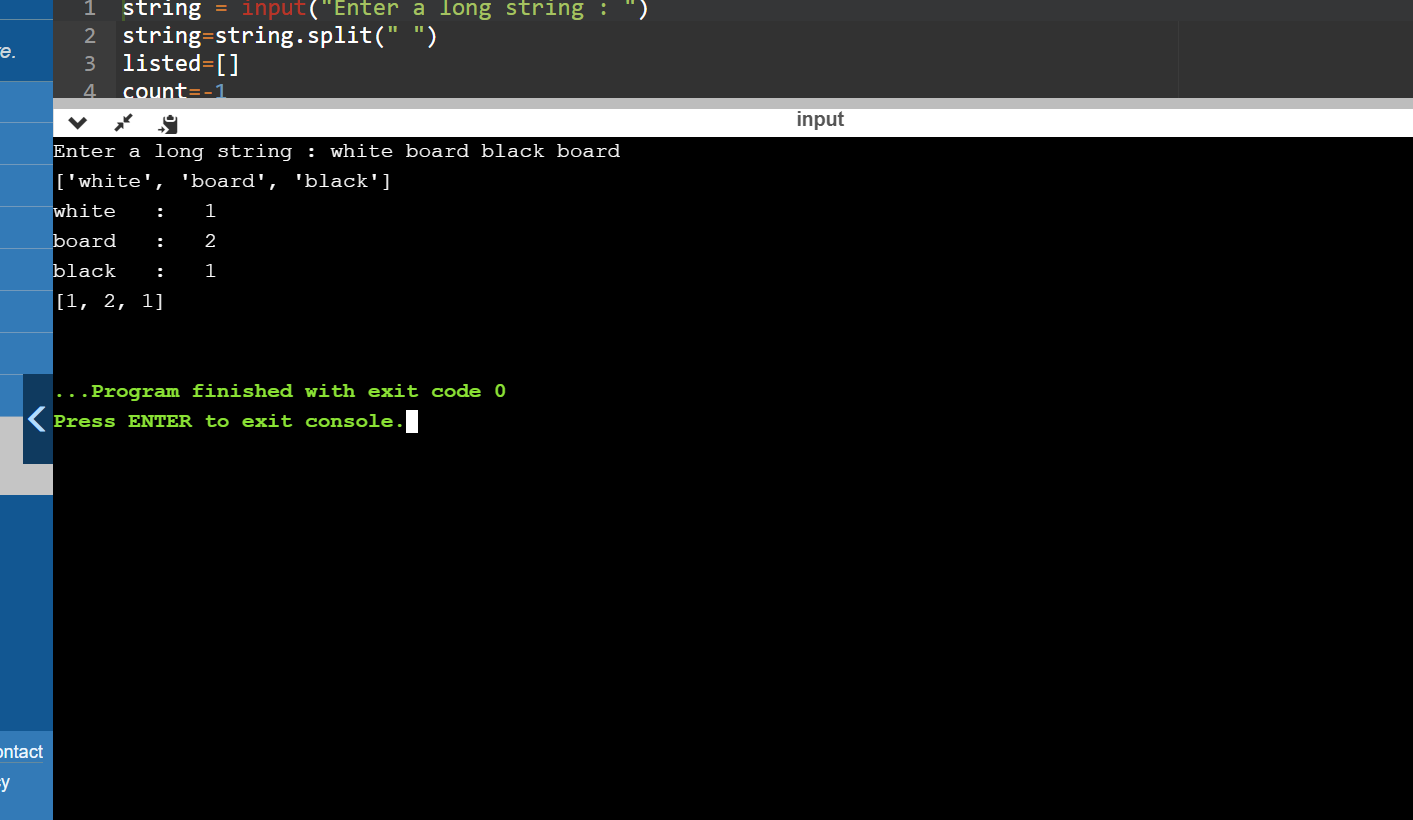 e.
1 string = input("Enter a long string : ")
2 string=string.split(" ")
3 listed=[]
4 count=-1
input
Enter a long string : white board black board
['white', 'board', 'black']
white   :   1
board   :   2
black   :   1
[1, 2, 1]
...Program finished with exit code 0
Press ENTER to exit console.
ontact
y